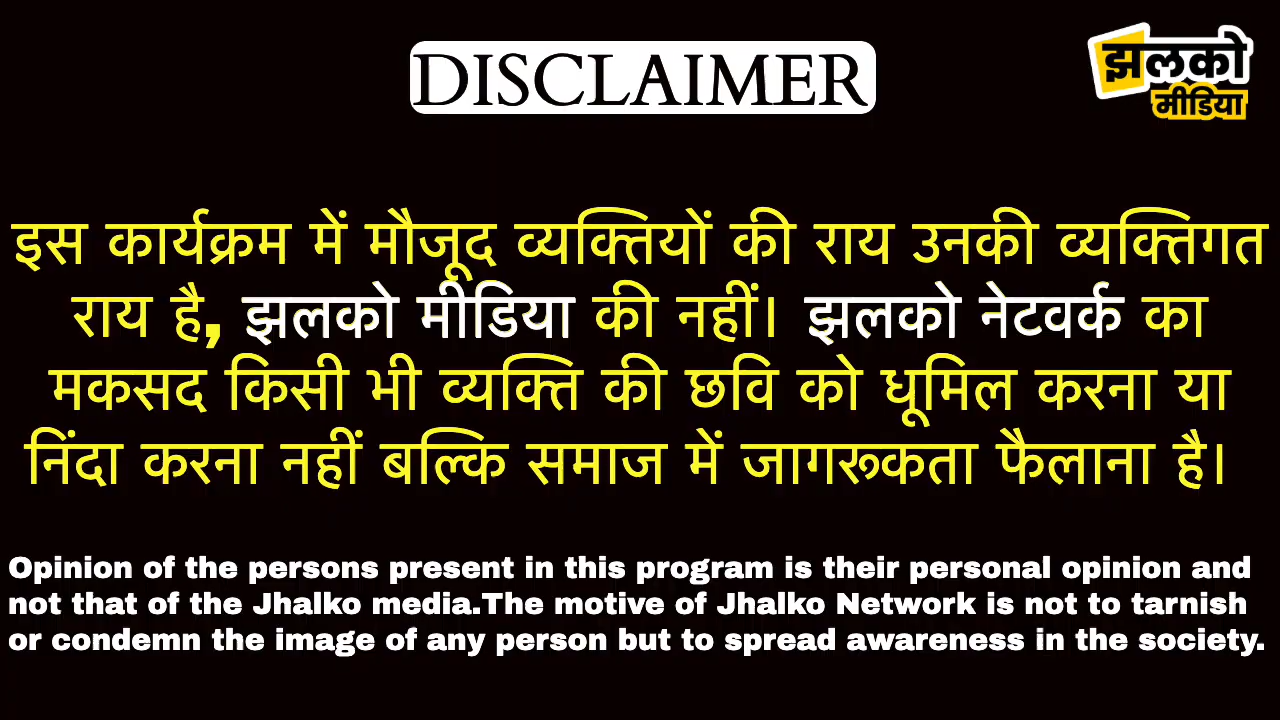 DISCLAIMER
झलको
मीडिया
इस कार्यक्रम में मौजूद व्यक्तियों की राय उनकी व्यक्तिगत
राय है, झलको मीडिया की नहीं। झलको नेटवर्क का
मकसद किसी भी व्यक्ति की छवि को धूमिल करना या
निंदा करना नहीं बल्कि समाज में जागरूकता फैलाना है।
Opinion of the persons present in this program is their personal opinion and
not that of the Jhalko media.The motive of Jhalko Network is not to tarnish
or condemn the image of any person but to spread awareness in the society.